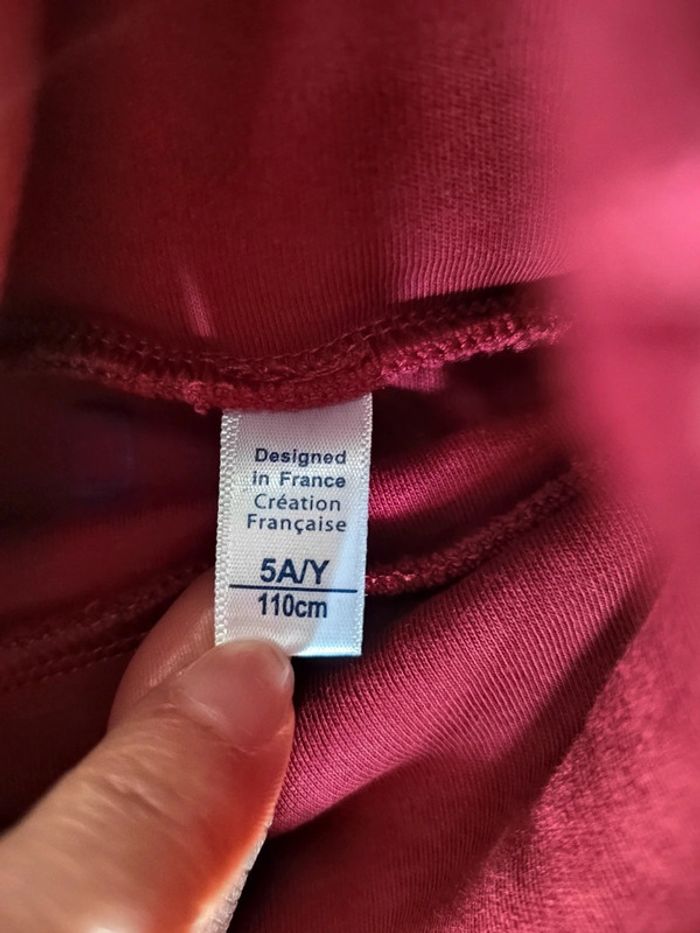 Designed
in France
Création
Française
5A/Y
110cm